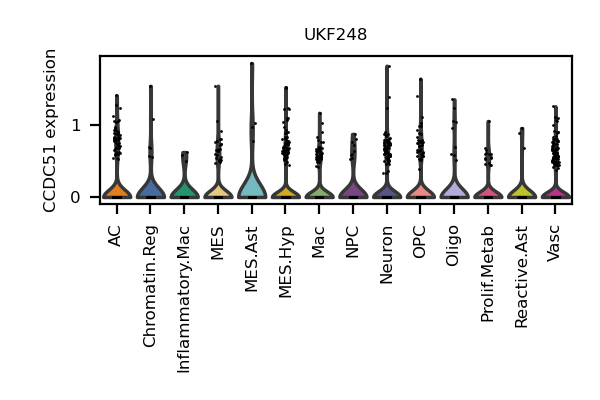 UKF248
CCDC51 expression
1
0
AC
Chromatin.Reg
Inflammatory.Mac
MES
MES.Ast
MES.Hyp
Mac
NPC
Neuron
OPC
Oligo
Prolif.Metab
Reactive.Ast
Vasc